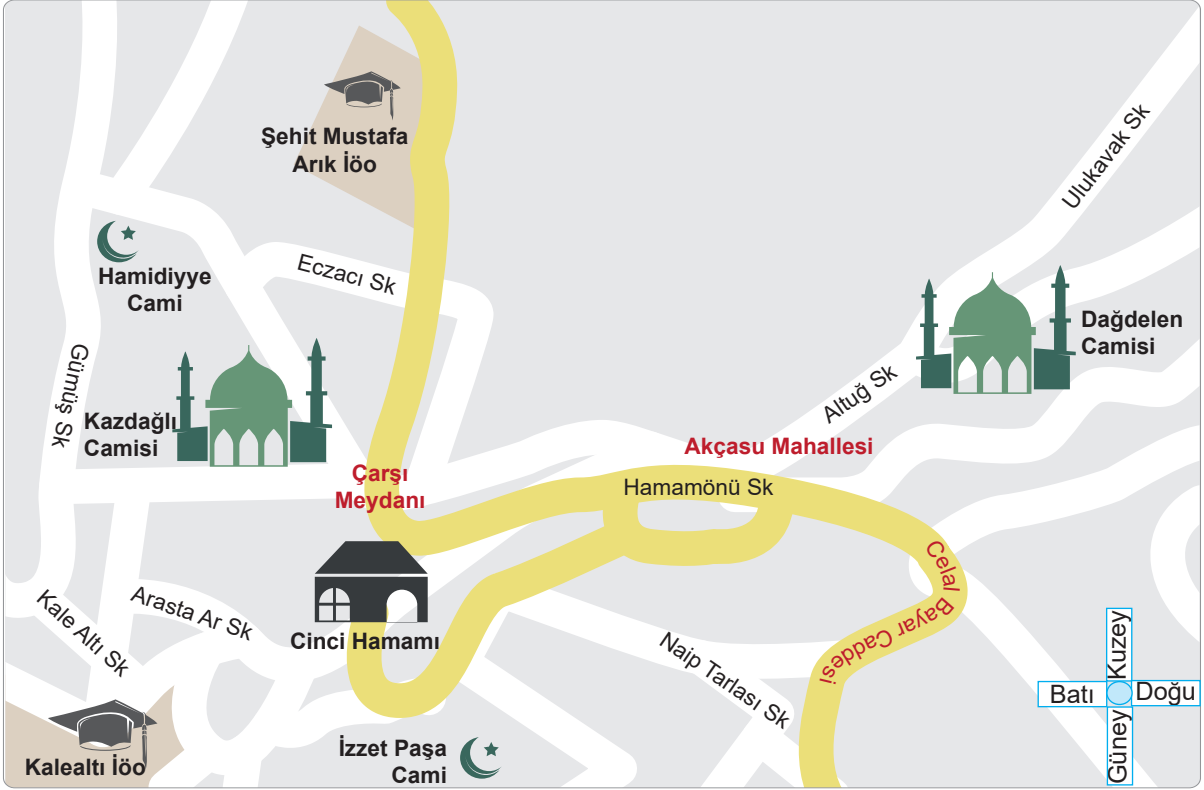 Şehit Mustafa
Arık İöo
Ulukavak Sk
Hamidiyye
Cami
Eczacı Sk
Dağdelen
Camisi
Gümüş Sk
Kazdağlı
Camisi
Altuğ Sk
Akçasu Mahallesi
Çarşı
Meydanı
Hamamönü Sk
Celal Bayar Caddesi
Kale Altı Sk
Arasta Ar Sk
Cinci Hamamı
Naip Tarlası Sk
Kuzey
Batı
Doğu
Güney
Kalealtı İöo
İzzet Paşa
Cami